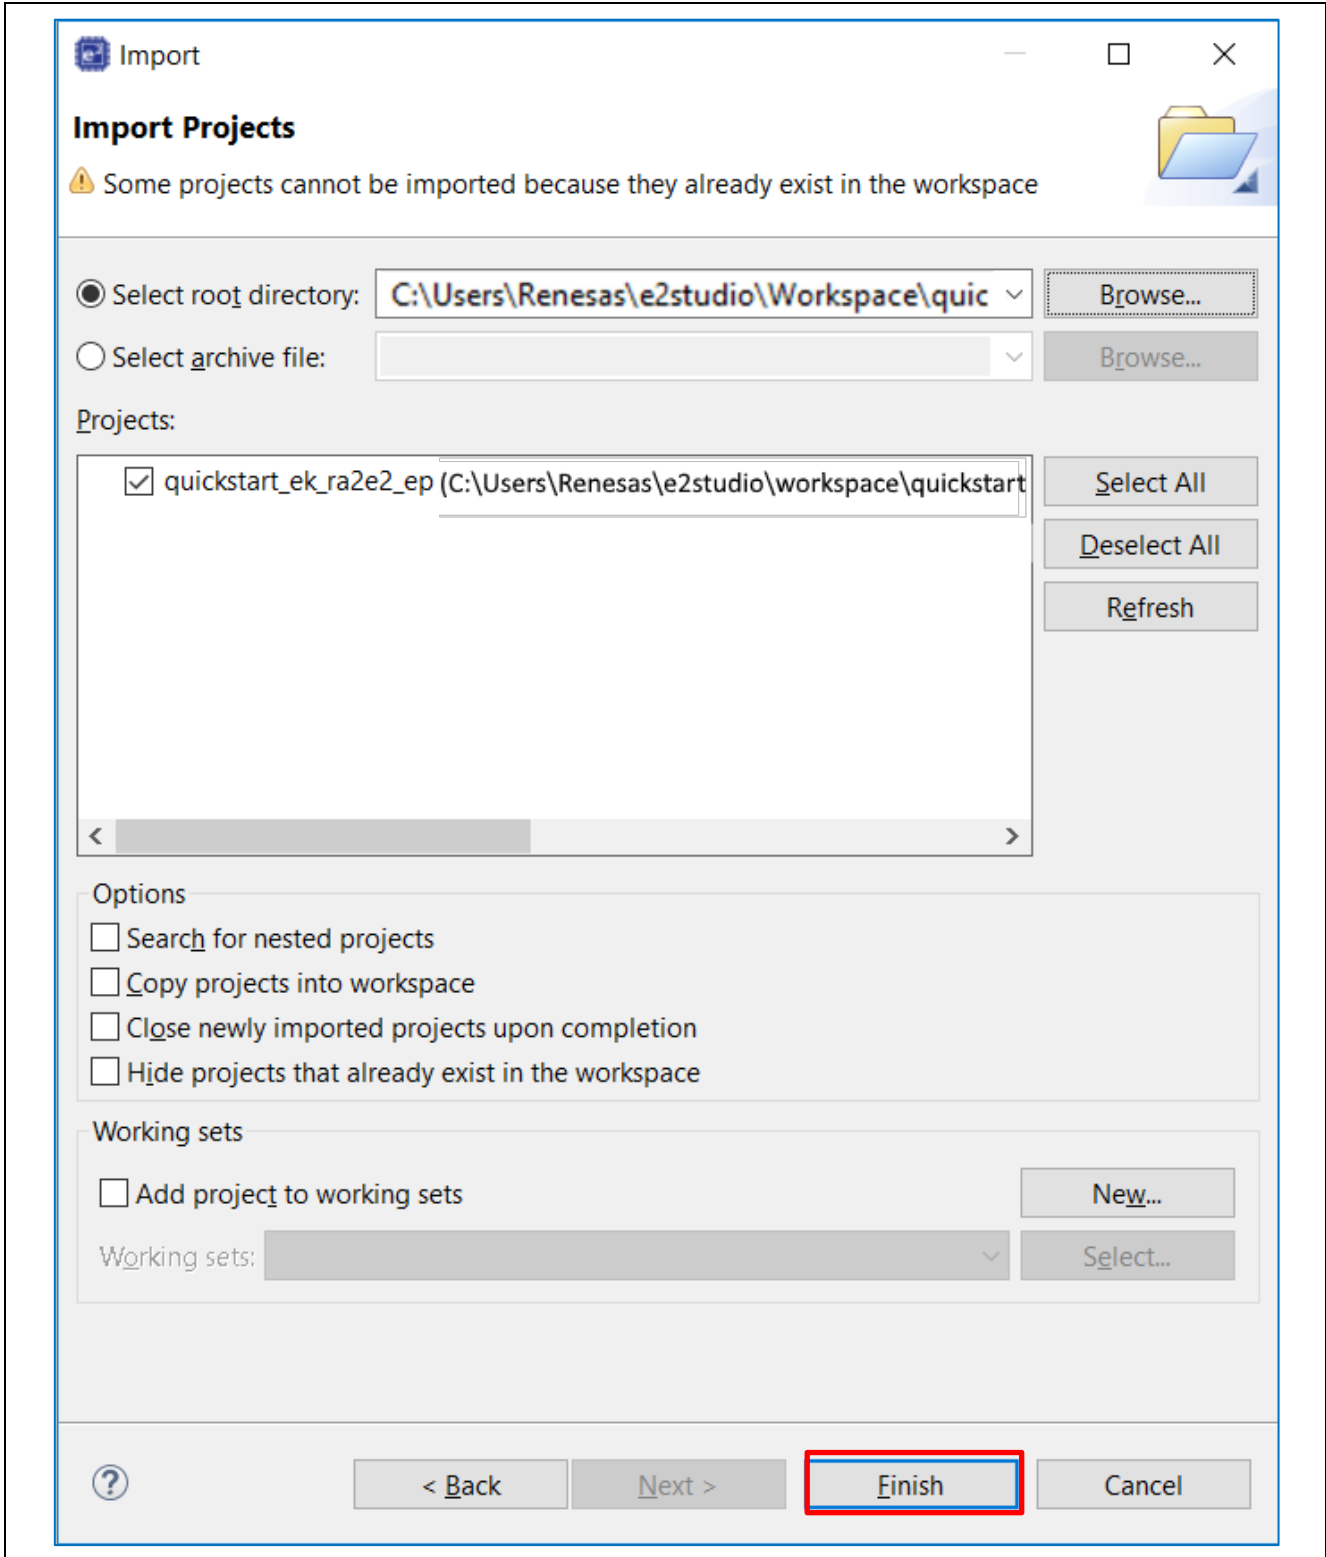 Import
Import Projects
Some projects cannot be imported because they already exist in the workspace
Select root directory: C:\Users\Renesas\e2studio\Workspace\quic Browse...
Select archive file: Browse...
Projects:
quickstart_ek_ra2e2_ep (C:\Users\Renesas\e2studio\workspace\quickstart Select All
Deselect All
Refresh
Options
Search for nested projects
Copy projects into workspace
Close newly imported projects upon completion
Hide projects that already exist in the workspace
Working sets
Add project to working sets New...
Working sets: Select...
? < Back Next > Finish Cancel